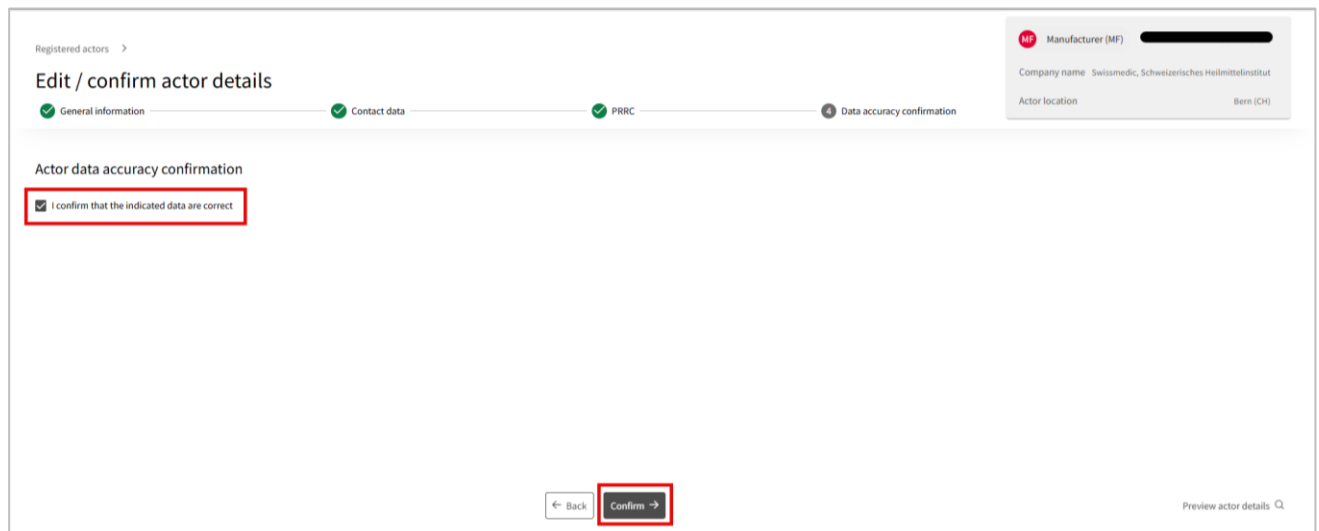 Registered actors >
Edit / confirm actor details
General information
Contact data
PRRC
4 Data accuracy confirmation
MF Manufacturer (MF)
Company name Swissmedic, Schweizerisches Heilmittelinstitut
Actor location Bern (CH)
Actor data accuracy confirmation
I confirm that the indicated data are correct
← Back
Confirm →
Preview actor details